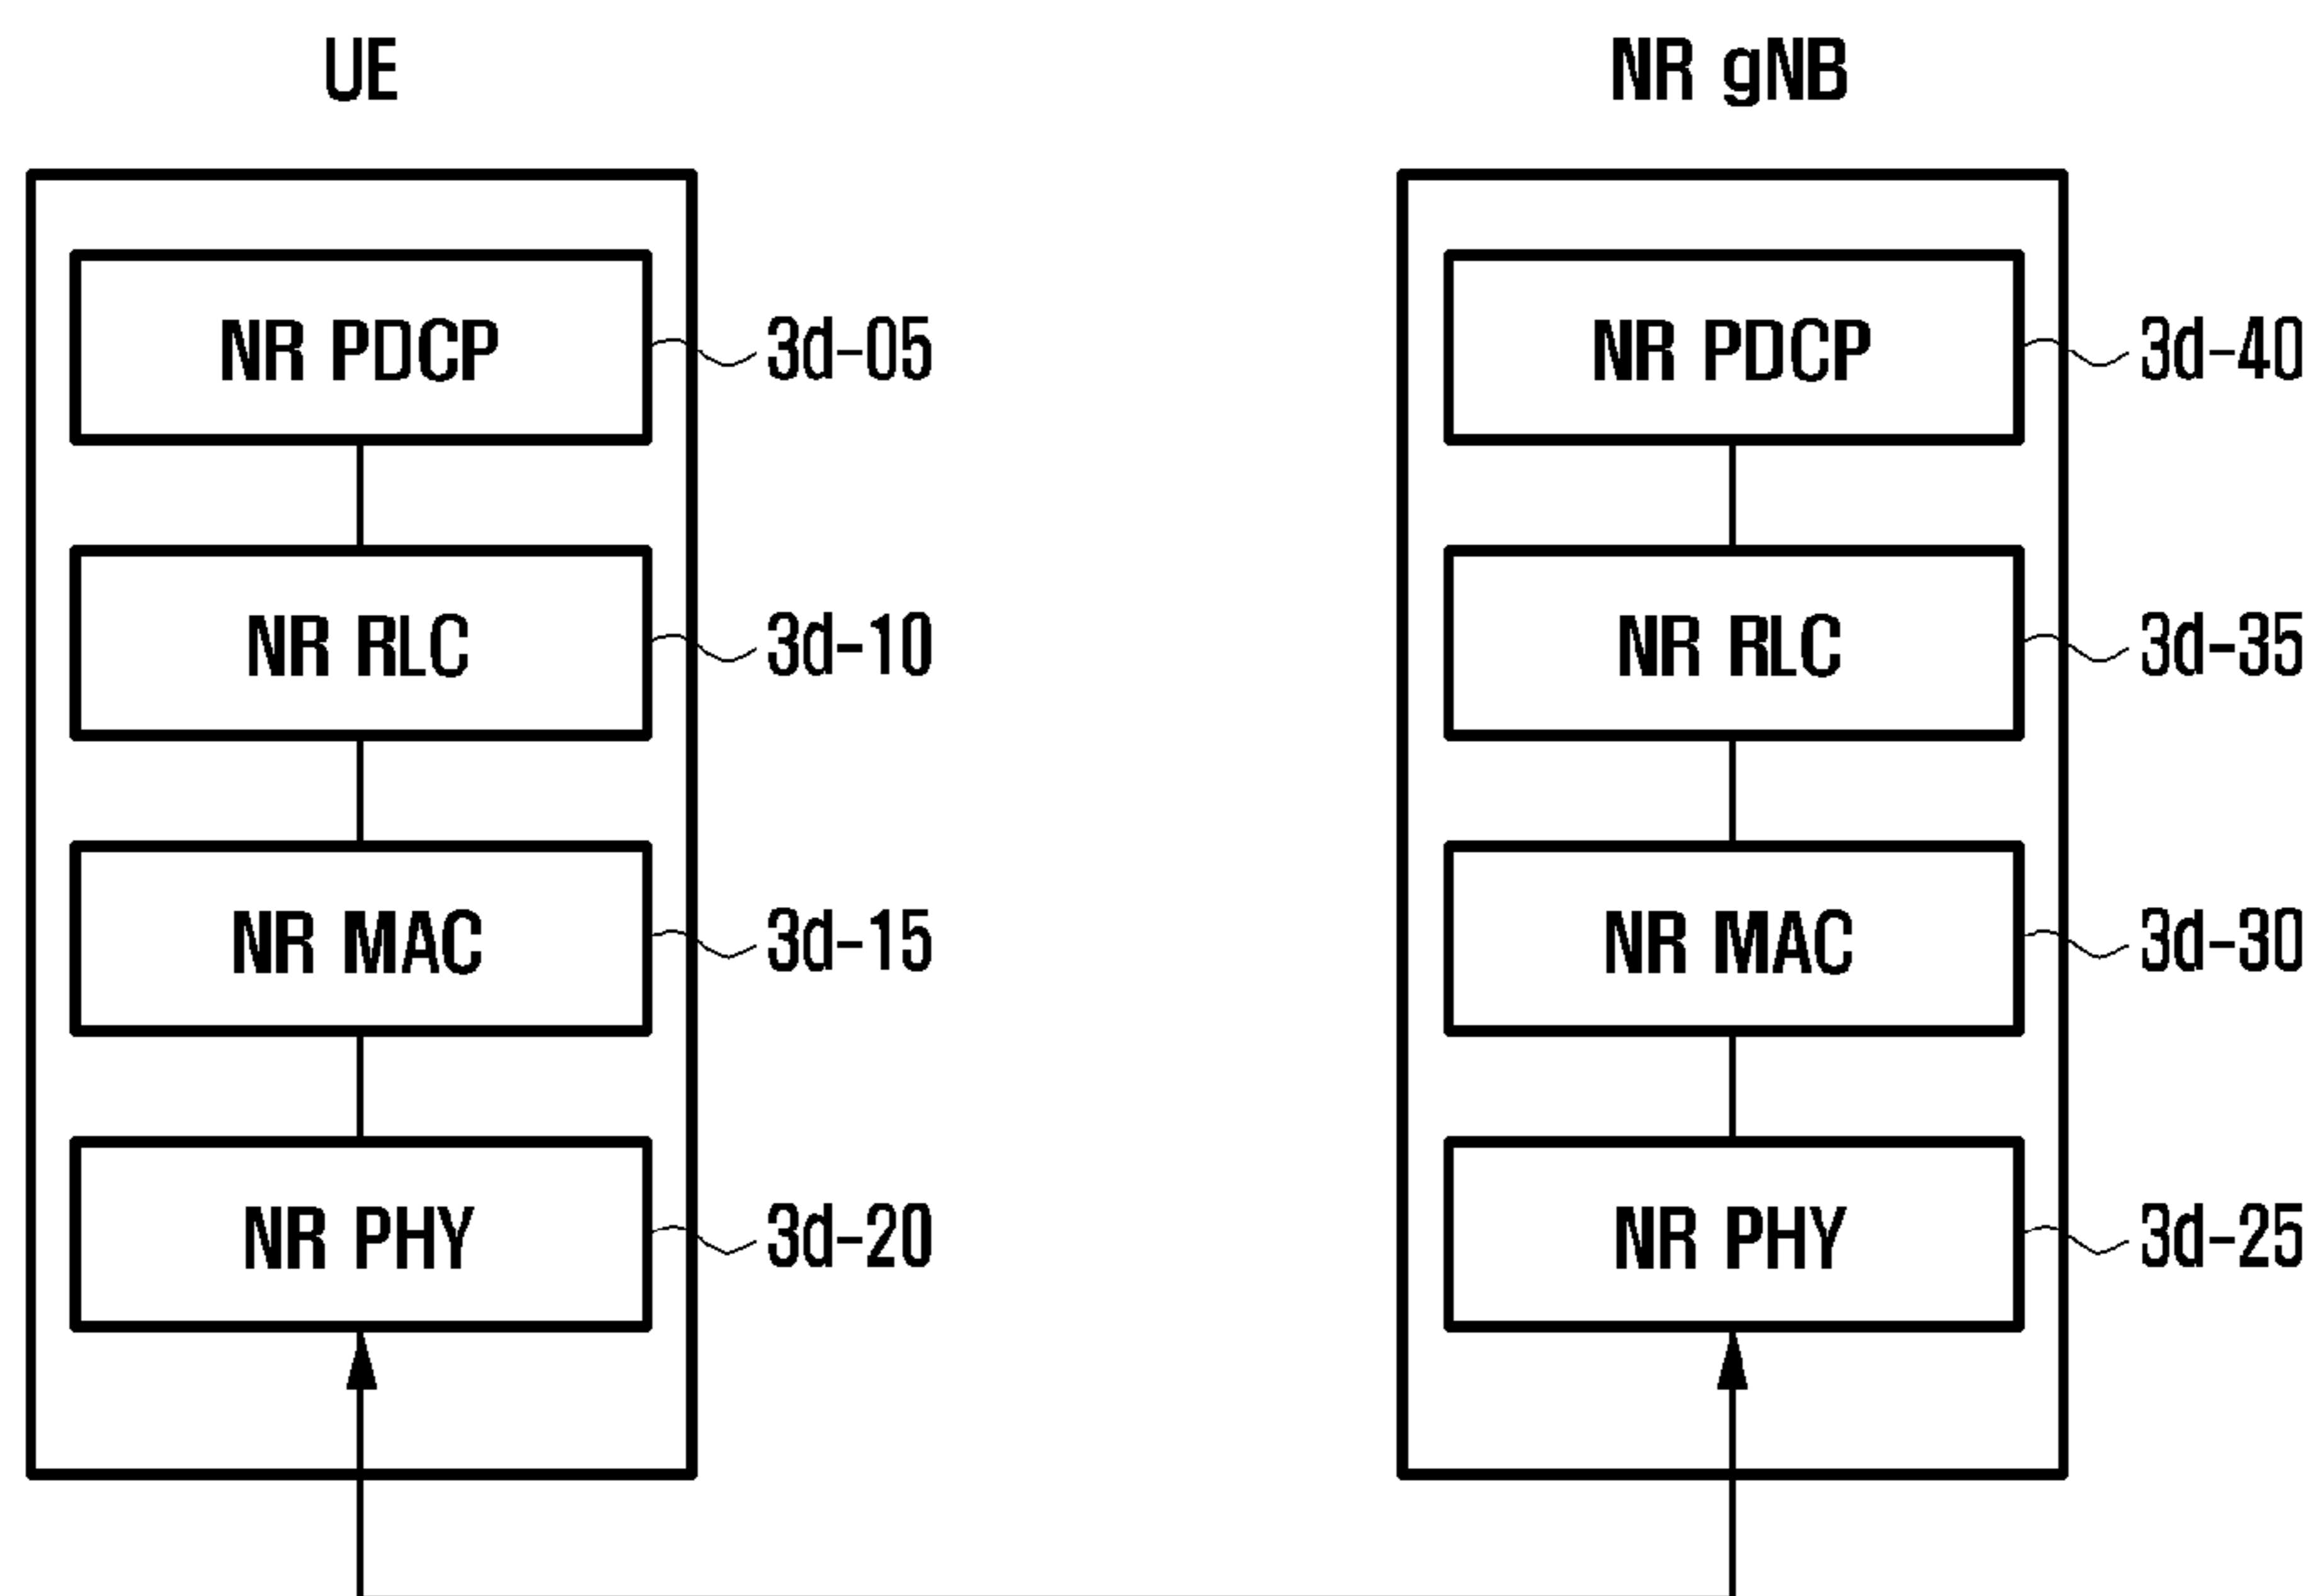 UE
NR gNB
NR PDCP
3d-05
NR PDCP
3d-40
NR RLC
3d-10
NR RLC
3d-35
NR MAC
3d-15
NR MAC
3d-30
NR PHY
3d-20
NR PHY
3d-25